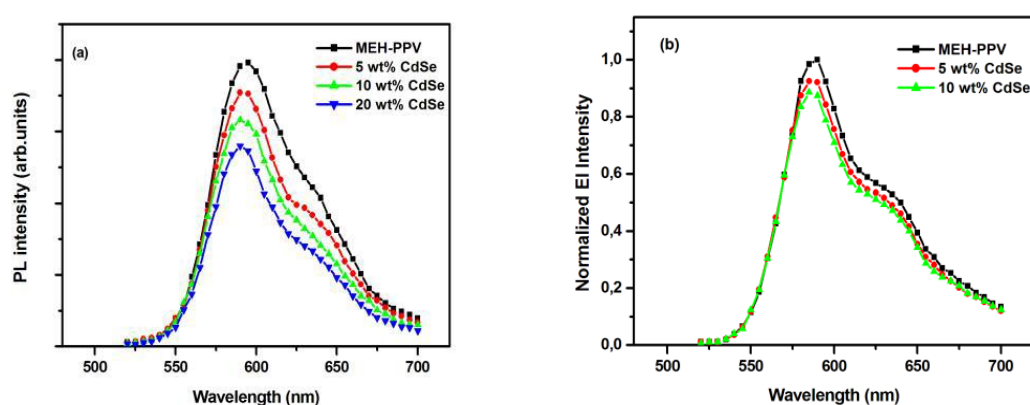 (a)
MEH-PPV
5 wt% CdSe
10 wt% CdSe
20 wt% CdSe
PL intensity (arb.units)
500 550 600 650 700
Wavelength (nm)
(b)
MEH-PPV
5 wt% CdSe
10 wt% CdSe
Normalized El Intensity
1,0
0,8
0,6
0,4
0,2
0,0
500 550 600 650 700
Wavelength (nm)